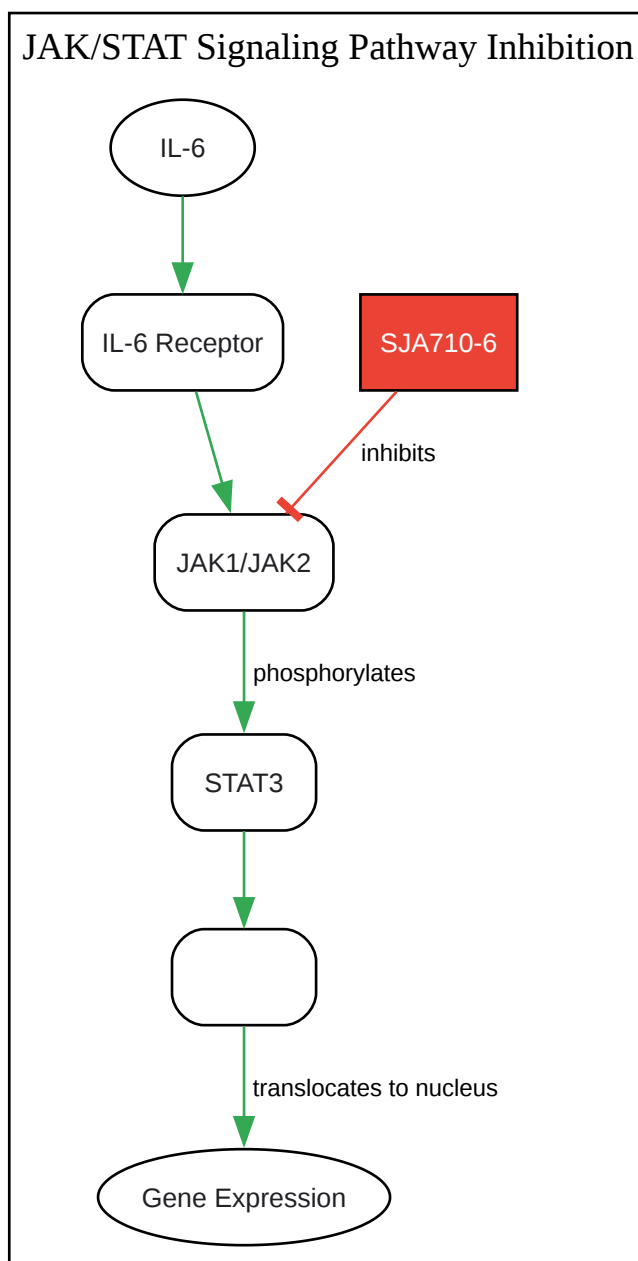 JAK/STAT Signaling Pathway Inhibition
IL-6
IL-6 Receptor
SJA710-6
inhibits
JAK1/JAK2
phosphorylates
STAT3
translocates to nucleus
Gene Expression